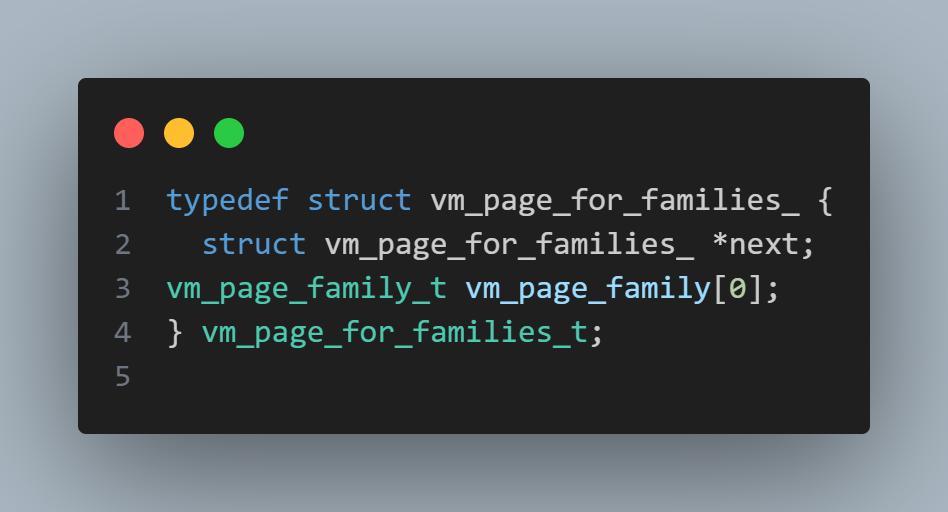 1 typedef struct vm_page_for_families_ {
2   struct vm_page_for_families_ *next;
3 vm_page_family_t vm_page_family[0];
4 } vm_page_for_families_t;
5